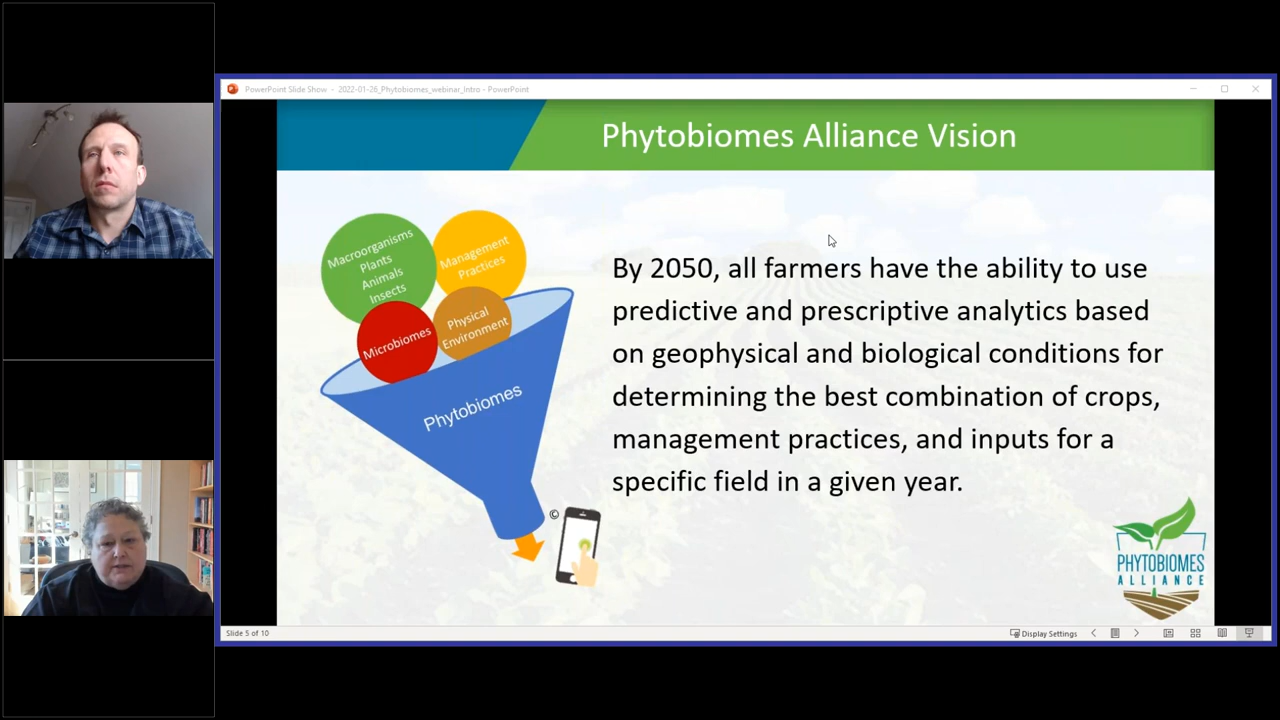 PowerPoint Slide Show - 2022-01-26_Phytobiomes_webinar_Intro - PowerPoint
Phytobiomes Alliance Vision
Macroorganisms
Plants
Animals
Insects
Management
Practices
Microbiomes
Physical
Environment
Phytobiomes
©
By 2050, all farmers have the ability to use
predictive and prescriptive analytics based
on geophysical and biological conditions for
determining the best combination of crops,
management practices, and inputs for a
specific field in a given year.
PHYTOBIOMES
ALLIANCE
Slide 5 of 10
Display Settings